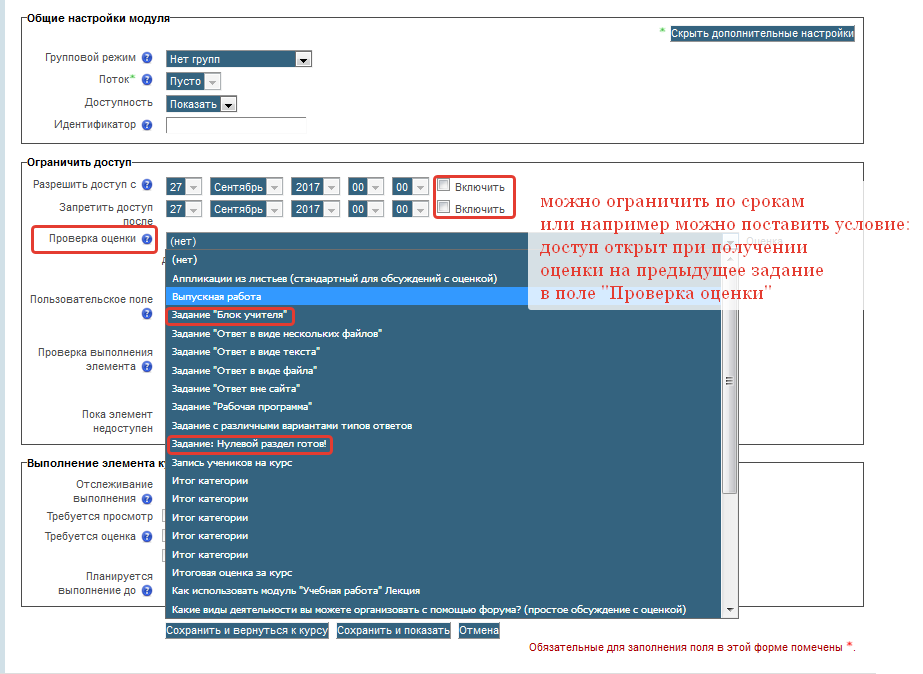 Общие настройки модуля
* Скрыть дополнительные настройки
Групповой режим Нет групп
Поток* Пусто
Доступность Показать
Идентификатор
Ограничить доступ
Разрешить доступ с 27 Сентябрь 2017 00 00 Включить
Запретить доступ после 27 Сентябрь 2017 00 00 Включить
можно ограничить по срокам
или например можно поставить условие:
доступ открыт при получении
оценки на предыдущее задание
в поле "Проверка оценки"
Проверка оценки (нет)
(нет)
Аппликации из листьев (стандартный для обсуждений с оценкой)
Выпускная работа
Задание "Блок учителя"
Задание "Ответ в виде нескольких файлов"
Задание "Ответ в виде текста"
Задание "Ответ в виде файла"
Задание "Ответ вне сайта"
Задание "Рабочая программа"
Задание с различными вариантами типов ответов
Задание: Нулевой раздел готов!
Запись учеников на курс
Итог категории
Итог категории
Итог категории
Итог категории
Итог категории
Итоговая оценка за курс
Как использовать модуль "Учебная работа" Лекция
Какие виды деятельности вы можете организовать с помощью форума? (простое обсуждение с оценкой)
Пользовательское поле
Проверка выполнения
элемента
Пока элемент
недоступен
Выполнение элемента к
Отслеживание
выполнения
Требуется просмотр
Требуется оценка
Планируется
выполнение до
Сохранить и вернуться к курсу Сохранить и показать Отмена
Обязательные для заполнения поля в этой форме помечены *.